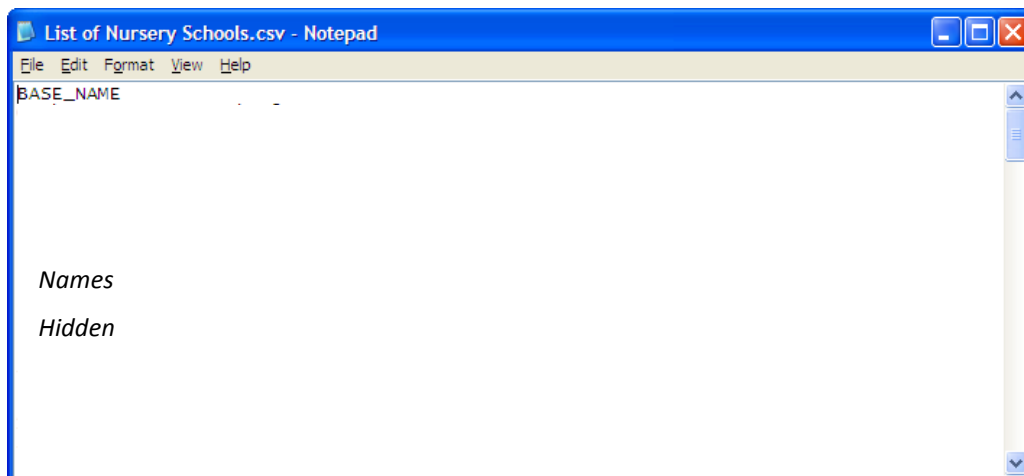 List of Nursery Schools.csv - Notepad
File Edit Format View Help
BASE_NAME
Names
Hidden